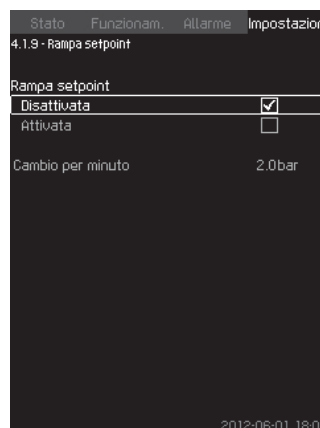 Stato Funzionam. Allarme Impostazion
4.1.9 - Rampa setpoint
Rampa setpoint
Disattivata
Attivata
Cambio per minuto 2.0bar
2012-06-01 18:0